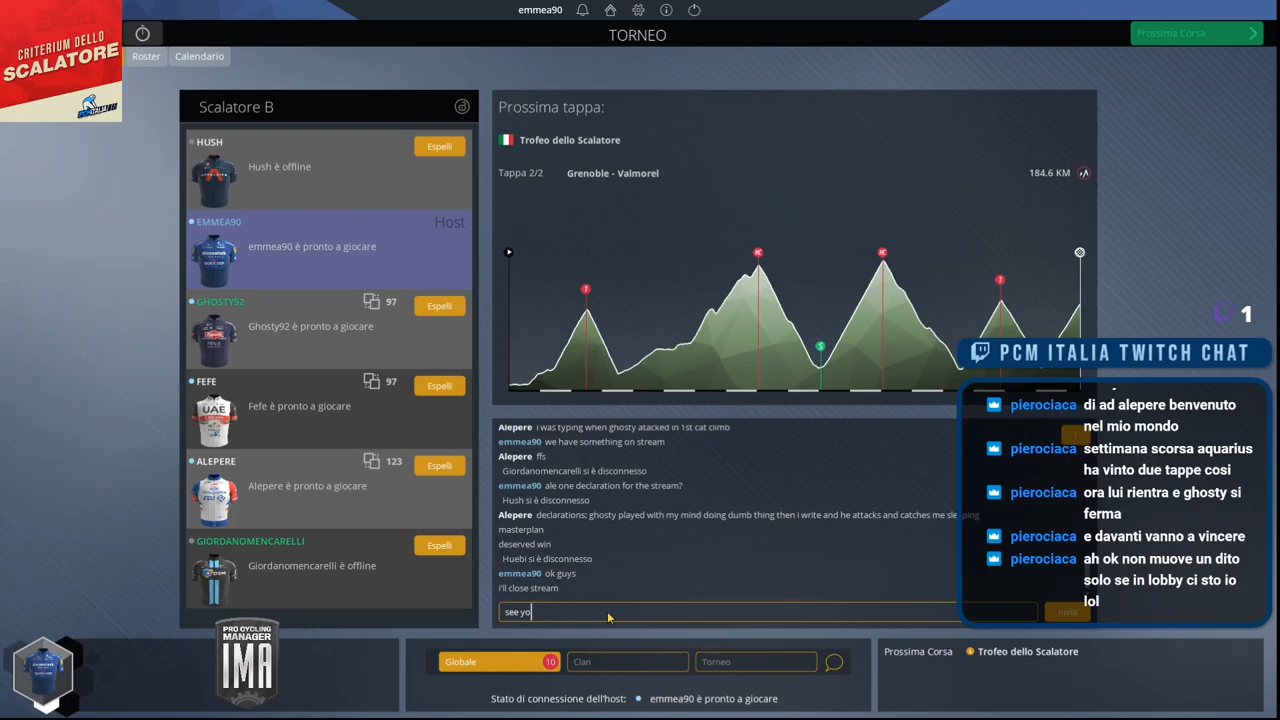 emmea90
CRITERIUM DELLO
SCALATORE
PCM ITALIA
TORNEO
Prossima Corsa
Roster
Calendario
Scalatore B
HUSH
Espelli
Hush è offline
EMMEA90
Host
emmea90 è pronto a giocare
GHOSTY92
97
Espelli
Ghosty92 è pronto a giocare
FEFE
97
Espelli
Fefe è pronto a giocare
ALEPERE
123
Espelli
Alepere è pronto a giocare
GIORDANOMENCARELLI
Espelli
Giordanomencarelli è offline
Prossima tappa:
Trofeo dello Scalatore
Tappa 2/2 Grenoble - Valmorel
184.6 KM
1
HC
HC
1
S
Alepere i was typing when ghosty atacked in 1st cat climb
emmea90 we have something on stream
Alepere ffs
Giordanomencarelli si è disconnesso
emmea90 ale one declaration for the stream?
Hush si è disconnesso
Alepere declarations: ghosty played with my mind doing dumb thing then i write and he attacks and catches me sleeping
masterplan
deserved win
Huebi si è disconnesso
emmea90 ok guys
i'll close stream
see yo
Invia
1
PCM ITALIA TWITCH CHAT
pierociaca di ad alepere benvenuto
nel mio mondo
pierociaca settimana scorsa aquarius
ha vinto due tappe cosi
pierociaca ora lui rientra e ghosty si
ferma
pierociaca e davanti vanno a vincere
pierociaca ah ok non muove un dito
solo se in lobby ci sto io
lol
PRO CYCLING
MANAGER
IMA
Globale 10
Clan
Torneo
Stato di connessione dell'host: emmea90 è pronto a giocare
Prossima Corsa Trofeo dello Scalatore